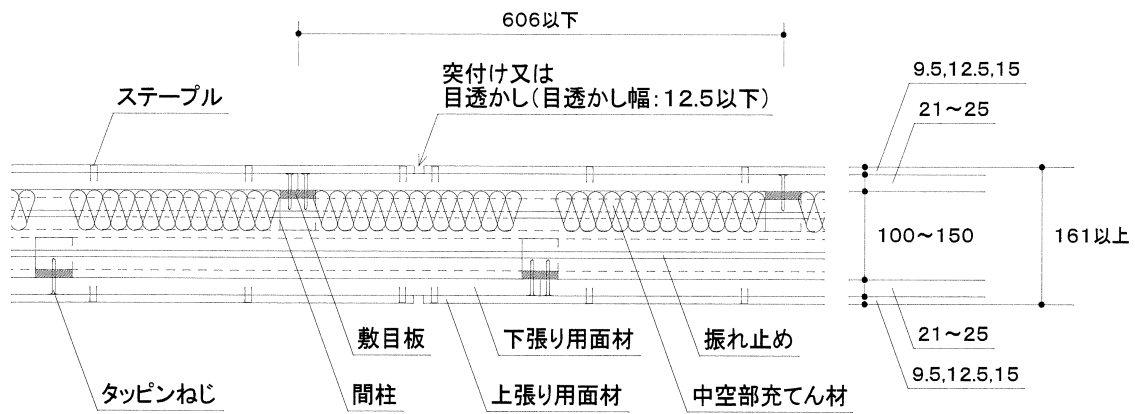 606以下
突付け又は
目透かし(目透かし幅:12.5以下)
ステープル
9.5,12.5,15
21～25
100～150
161以上
敷目板
下張り用面材
振れ止め
21～25
タッピンねじ
間柱
上張り用面材
中空部充てん材
9.5,12.5,15